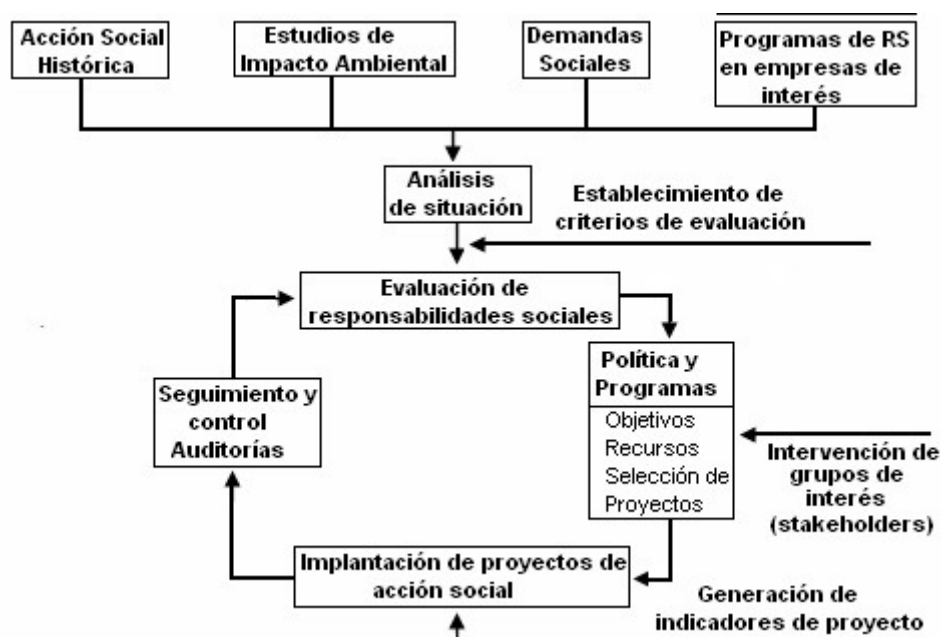 Acción Social
Histórica
Estudios de
Impacto Ambiental
Demandas
Sociales
Programas de RS
en empresas de
interés
Análisis
de situación
Establecimiento de
criterios de evaluación
Evaluación de
responsabilidades sociales
Política y
Programas
Objetivos
Recursos
Selección de
Proyectos
Seguimiento y
control
Auditorías
Intervención de
grupos de
interés
(stakeholders)
Implantación de proyectos de
acción social
Generación de
indicadores de proyecto